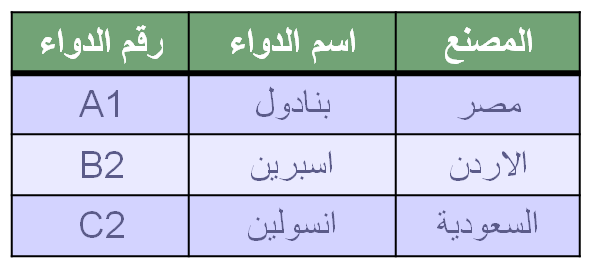 المصنع اسم الدواء رقم الدواء
مصر بنادول A1
الاردن اسبرين B2
السعودية انسولين C2